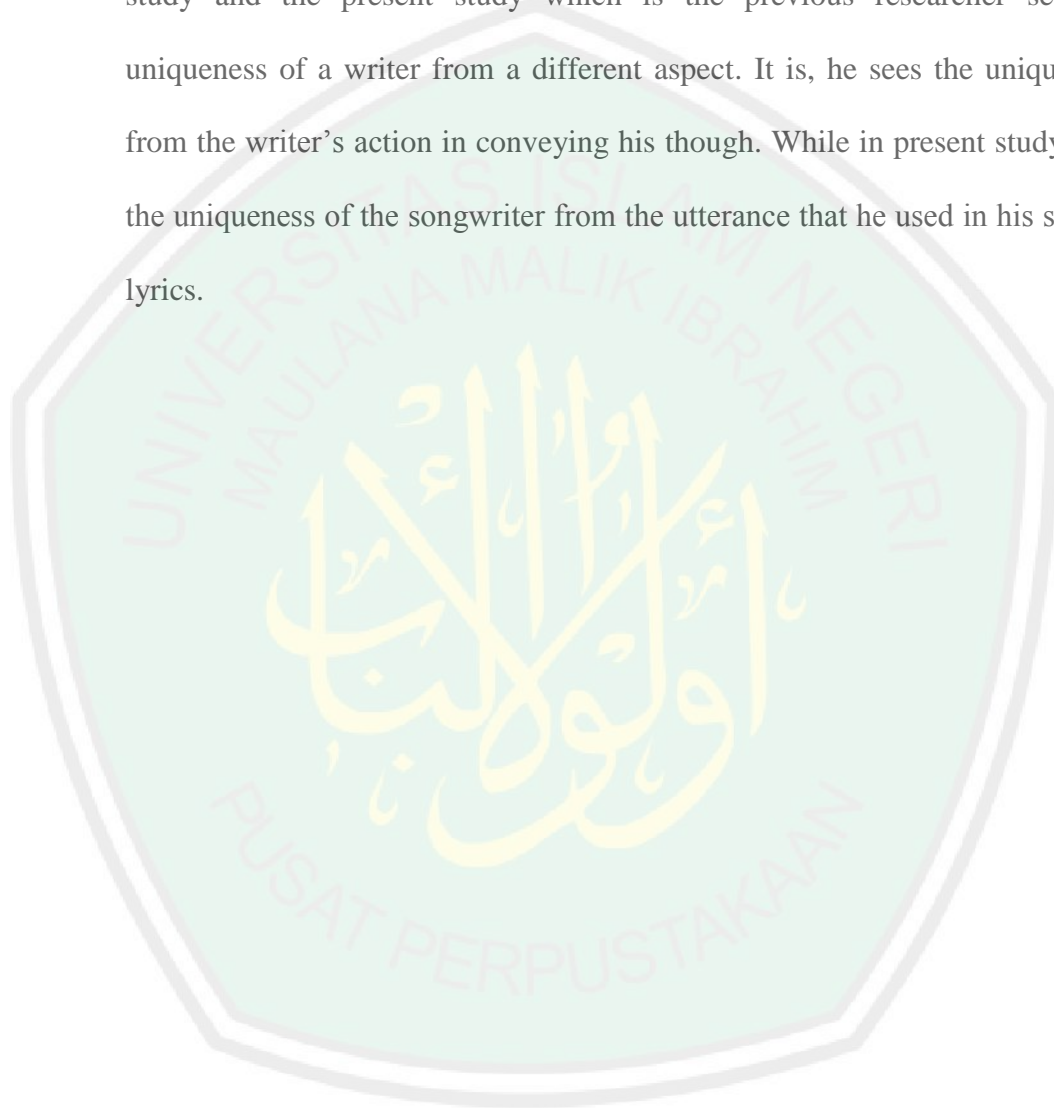 study and the present study which is the previous researcher
uniqueness of a writer from a different aspect. It is, he sees the
from the writer's action in conveying his though. While in present study
the uniqueness of the songwriter from the utterance that he used in his
lyrics.
UNIVERSITAS ISLAM NEGERI
MAULANA MALIK IBRAHIM
أولوا الألباب
PUSAT PERPUSTAKAAN